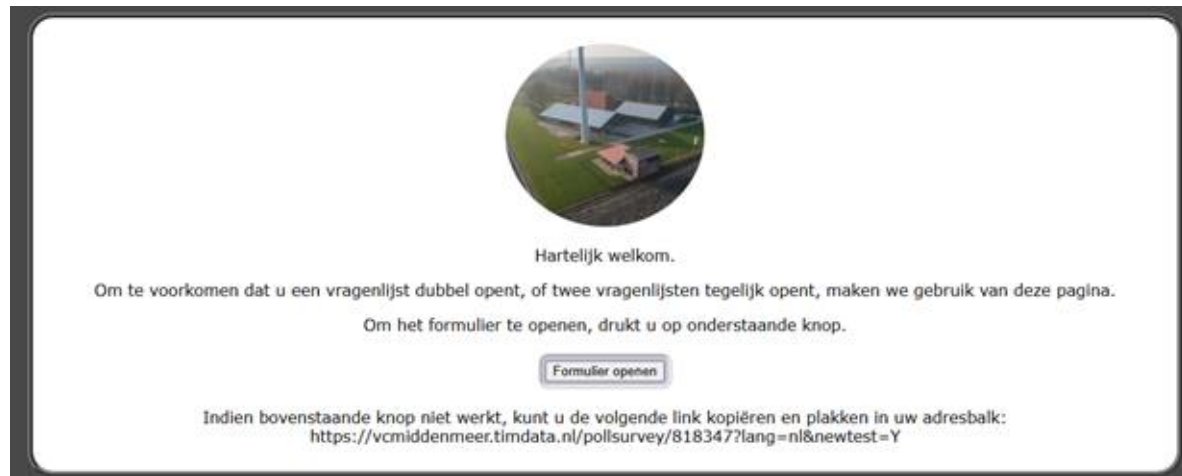 Hartelijk welkom.
Om te voorkomen dat u een vragenlijst dubbel opent, of twee vragenlijsten tegelijk opent, maken we gebruik van deze pagina.
Om het formulier te openen, drukt u op onderstaande knop.
Formulier openen
Indien bovenstaande knop niet werkt, kunt u de volgende link kopiëren en plakken in uw adresbalk:
https://vcmiddenmeer.timdata.nl/pollsurvey/818347?lang=nl&newtest=Y